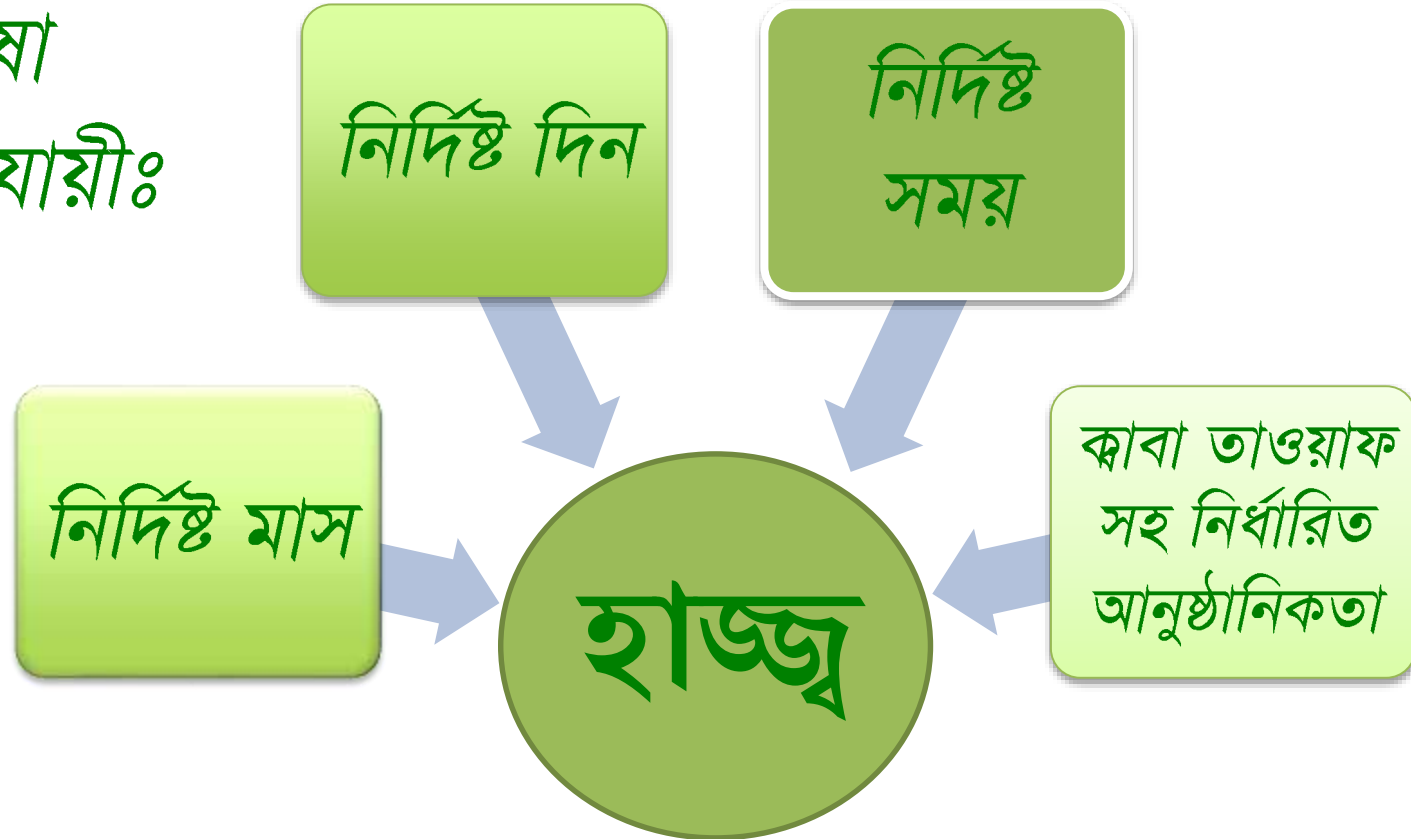 ষা
যায়ীঃ
নির্দিষ্ট দিন
নির্দিষ্ট
সময়
নির্দিষ্ট মাস
ক্বাবা তাওয়াফ
সহ নির্ধারিত
আনুষ্ঠানিকতা
হাজ্জ্ব